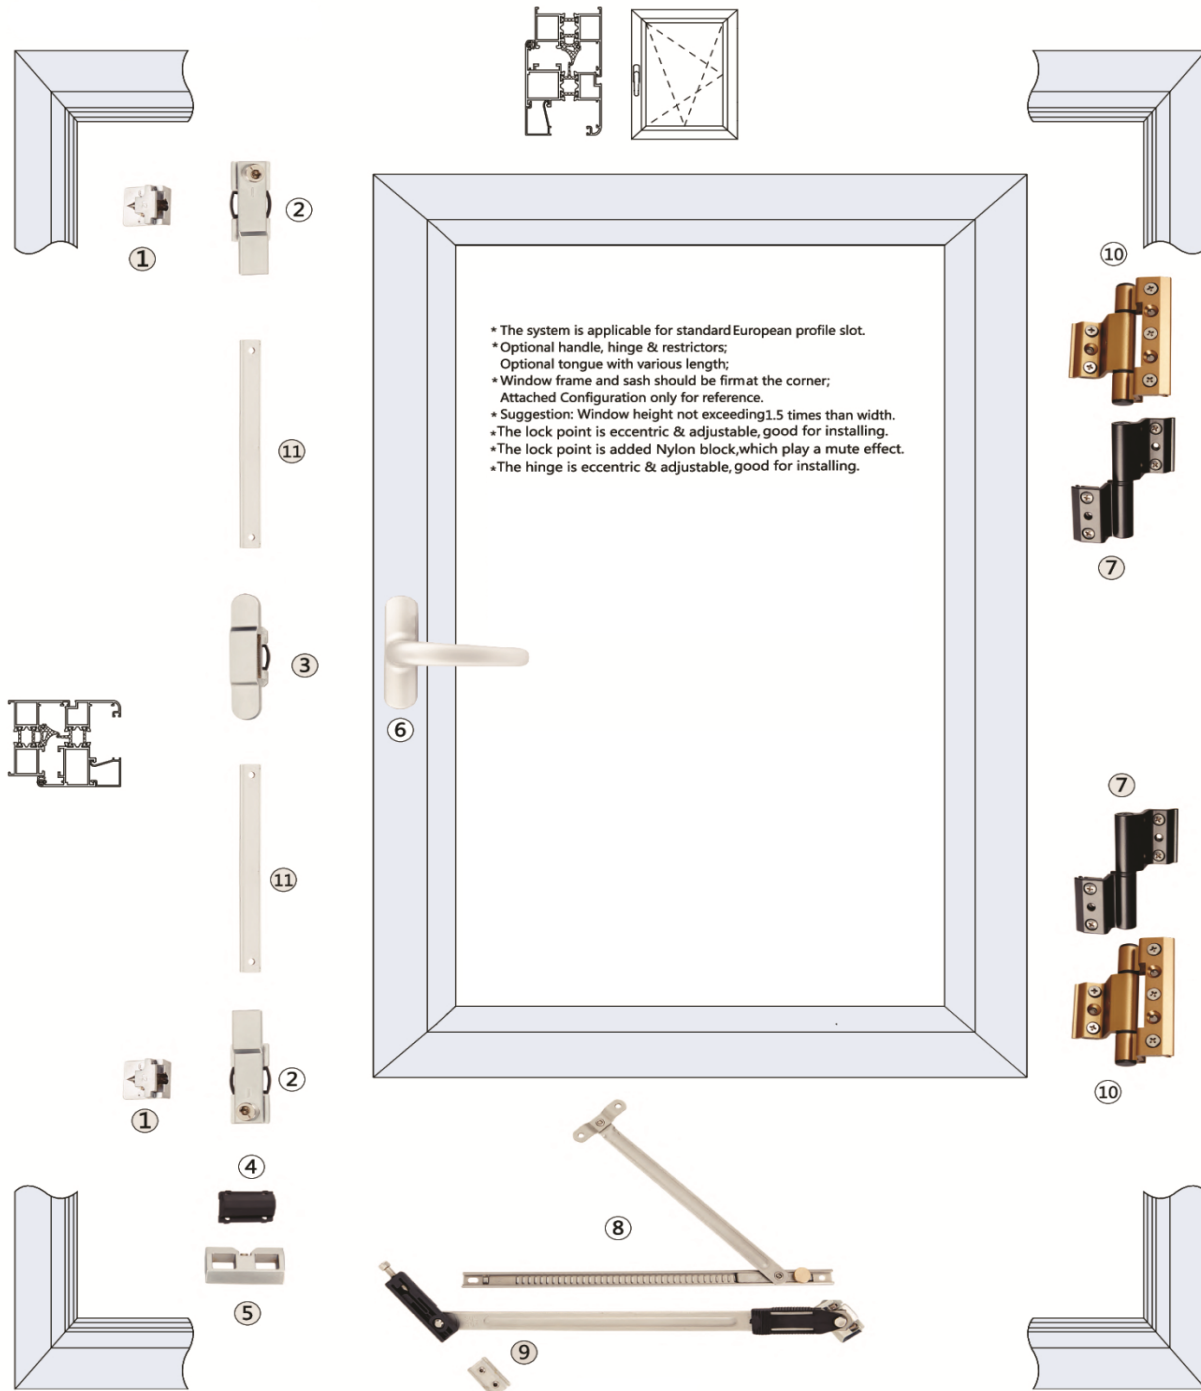 ②
①
⑩
* The system is applicable for standard European profile slot.
* Optional handle, hinge & restrictors;
Optional tongue with various length;
* Window frame and sash should be firmat the corner;
Attached Configuration only for reference.
* Suggestion: Window height not exceeding1.5 times than width.
*The lock point is eccentric & adjustable, good for installing.
*The lock point is added Nylon block,which play a mute effect.
*The hinge is eccentric & adjustable, good for installing.
⑪
⑦
③
⑥
⑦
⑪
②
①
⑩
④
⑧
⑤
⑨